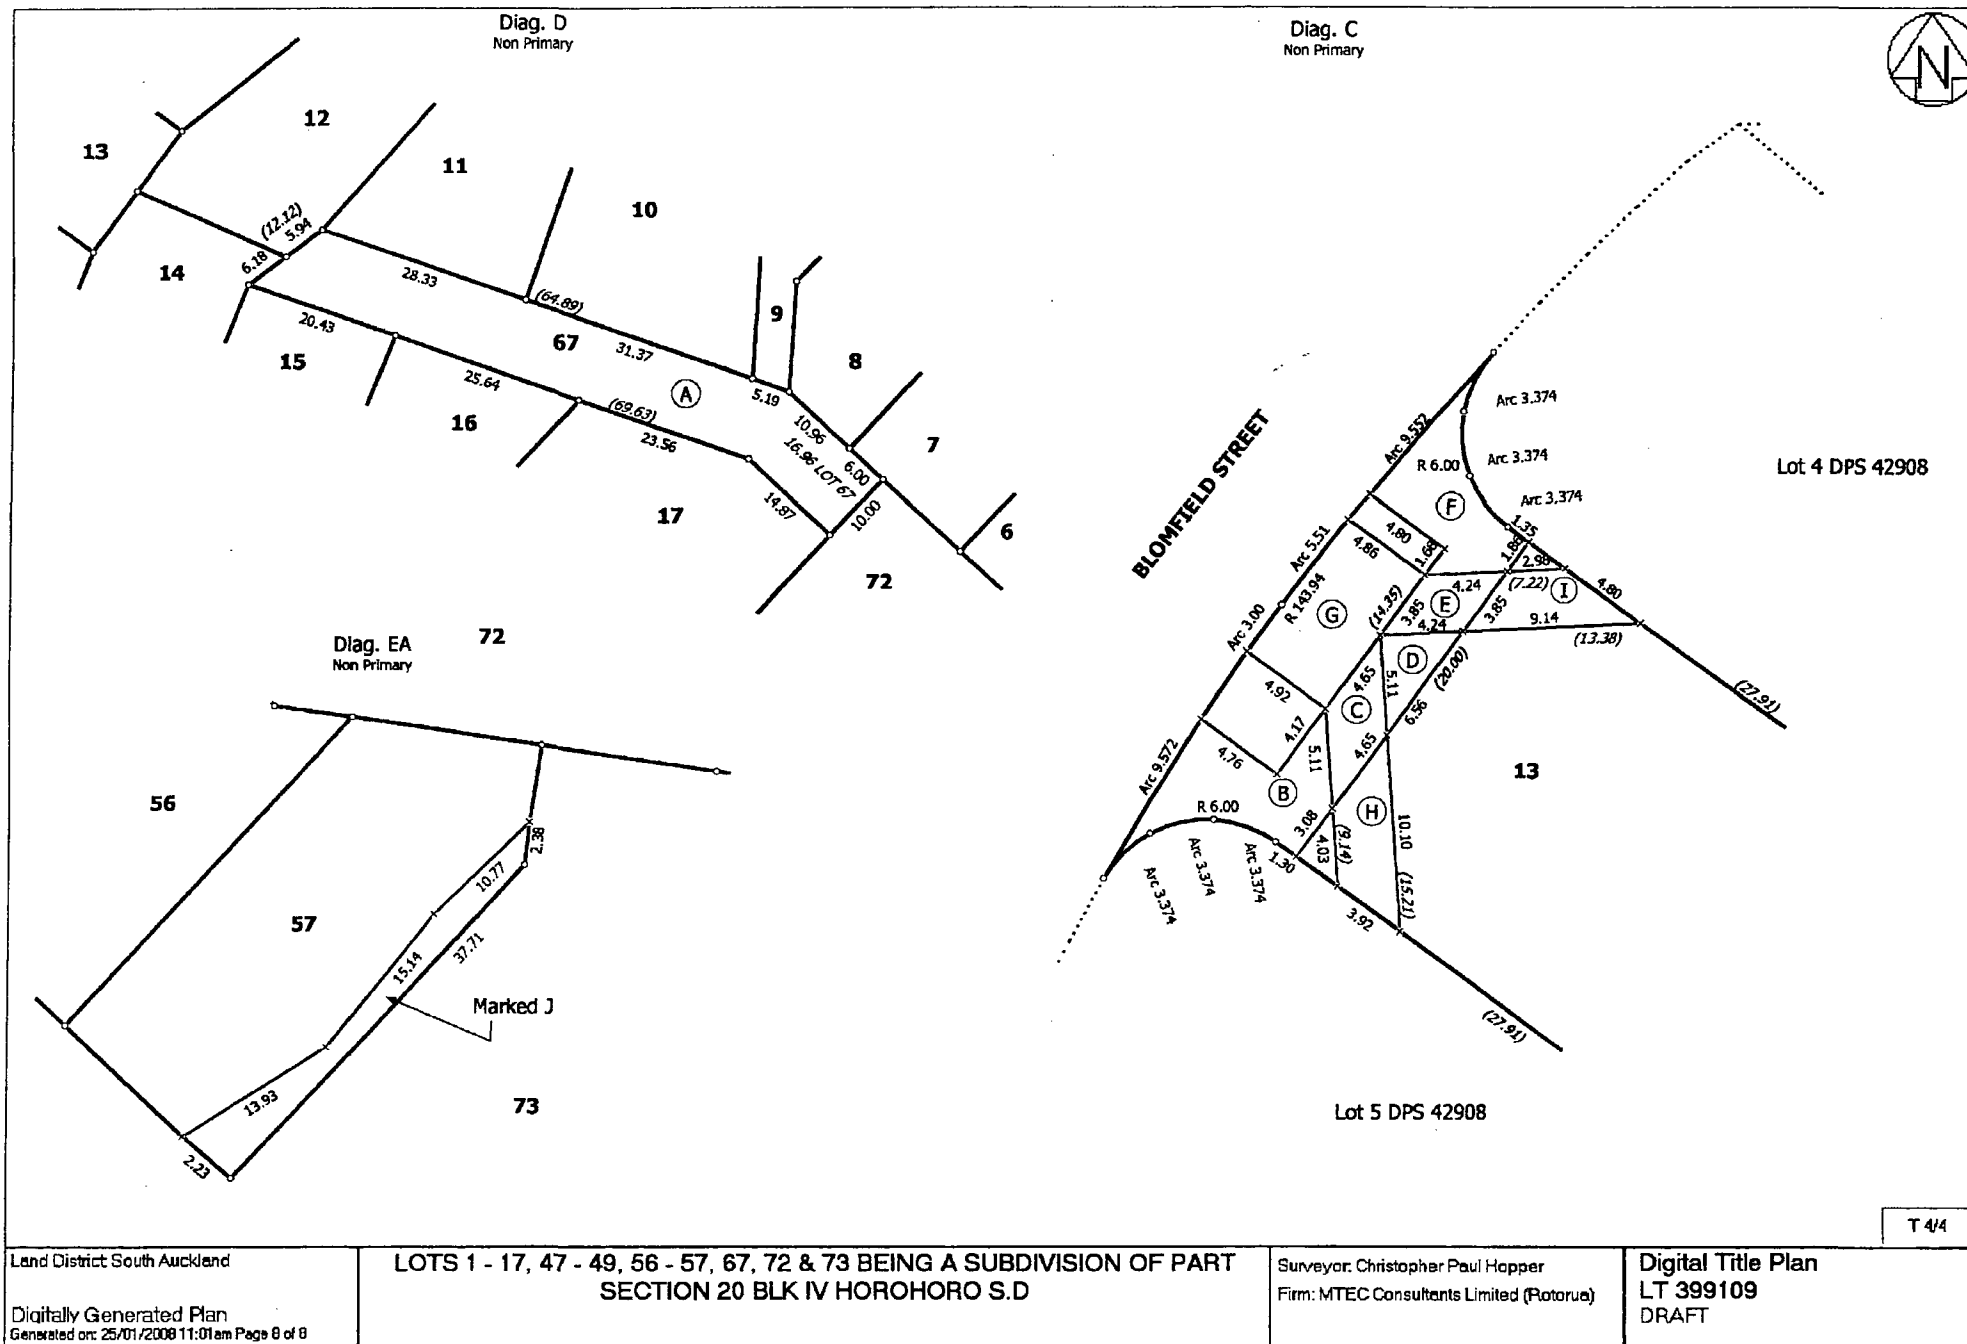 Diag. D
Non Primary
12
13
11
10
(12.12)
5.94
6.18
14
28.33
(64.89)
9
20.43
67
31.37
8
15
25.64
A
5.19
(69.63)
16
23.56
10.96
16.96 LOT 67
7
6.00
14.87
10.00
17
6
72
Diag. C
Non Primary
N
Arc 9.552
Arc 3.374
R 6.00
Arc 3.374
Lot 4 DPS 42908
F
Arc 3.374
BLOMFIELD STREET
1.35
4.80
4.86
1.68
1.86
2.98
Arc 5.51
4.24
(7.22)
I
4.80
R 143.94
(14.35)
3.85
E
3.85
G
4.24
9.14
(13.38)
Arc 3.00
D
5.11
4.65
(20.00)
4.92
C
6.56
(27.91)
4.17
4.65
5.11
4.76
13
Arc 9.572
B
R 6.00
3.08
H
4.03
(9.14)
10.10
1.30
Arc 3.374
Arc 3.374
Arc 3.374
(15.21)
3.92
(27.91)
Lot 5 DPS 42908
72
Diag. EA
Non Primary
56
2.38
10.77
57
37.71
15.14
Marked J
13.93
73
2.23
T 4/4
Land District South Auckland
Digitally Generated Plan
Generated on: 25/01/2008 11:01am Page 8 of 8
LOTS 1 - 17, 47 - 49, 56 - 57, 67, 72 & 73 BEING A SUBDIVISION OF PART
SECTION 20 BLK IV HOROHORO S.D
Surveyor: Christopher Paul Hopper
Firm: MTEC Consultants Limited (Rotorua)
Digital Title Plan
LT 399109
DRAFT